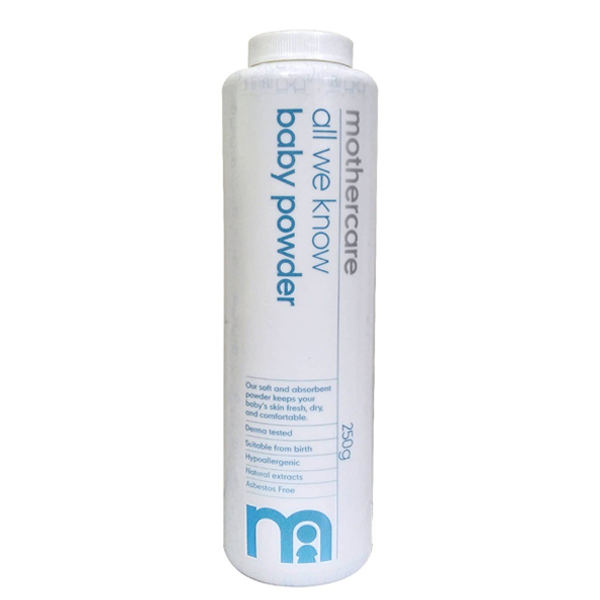 mothercare
all we know
baby powder
250g
Our soft and absorbent
powder keeps your
baby's skin fresh, dry,
and comfortable.
Derma tested
Suitable from birth
Hypoallergenic
Natural extracts
Asbestos Free
m